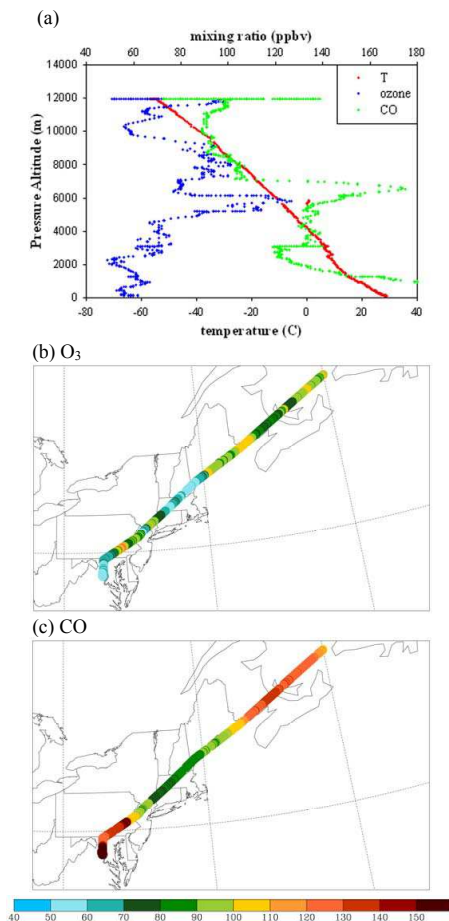 (a)
mixing ratio (ppbv)
40 60 80 100 120 140 160 180
14000
12000
10000
8000
6000
4000
2000
0
Pressure Altitude (m)
T
ozone
CO
-80 -60 -40 -20 0 20 40
temperature (C)
(b) O₃
(c) CO
40 50 60 70 80 90 100 110 120 130 140 150